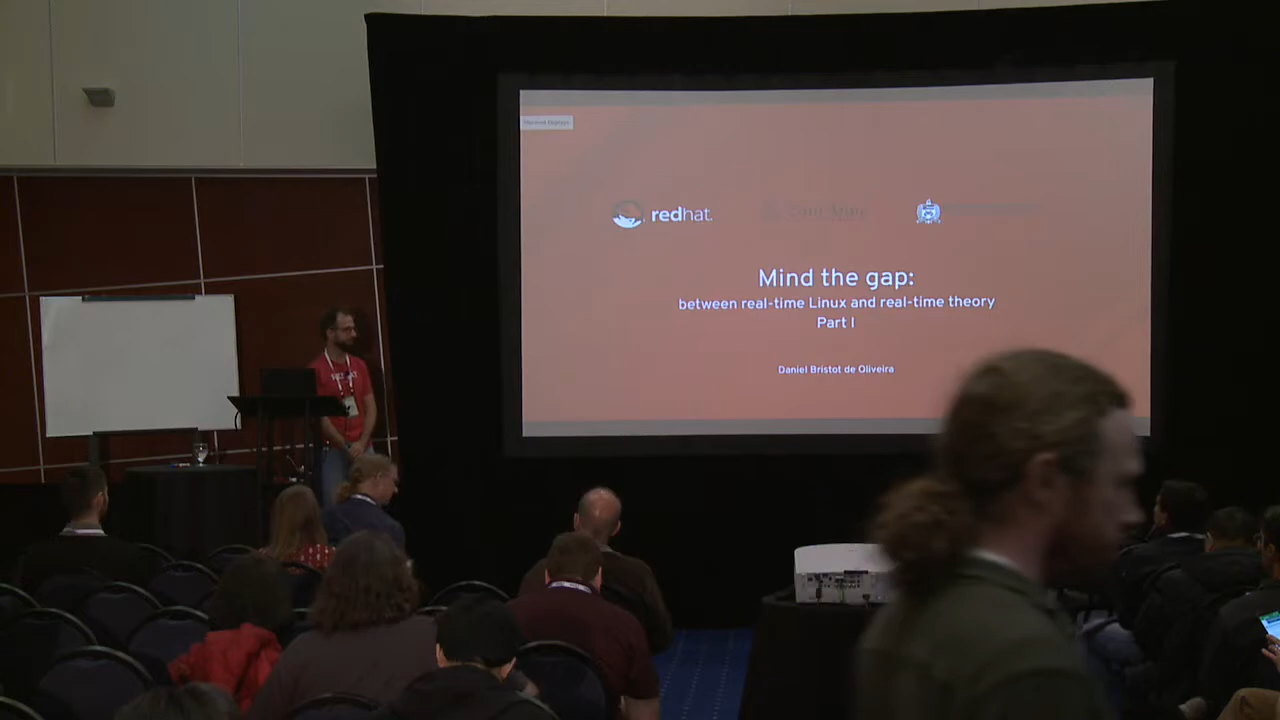 redhat.
Mind the gap:
between real-time Linux and real-time theory
Part I
Daniel Bristot de Oliveira